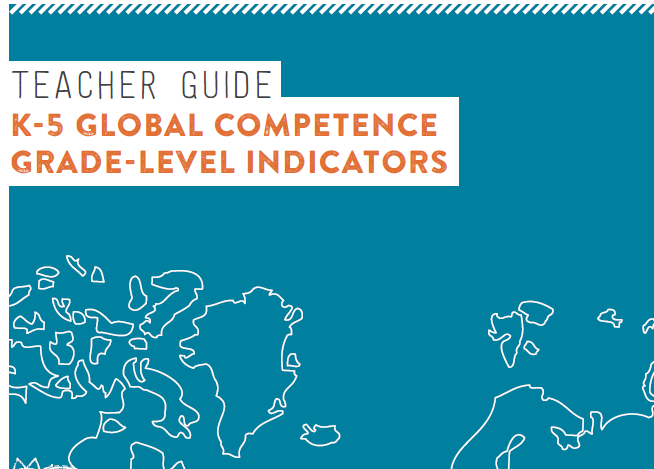 TEACHER GUIDE
K-5 GLOBAL COMPETENCE
GRADE-LEVEL INDICATORS